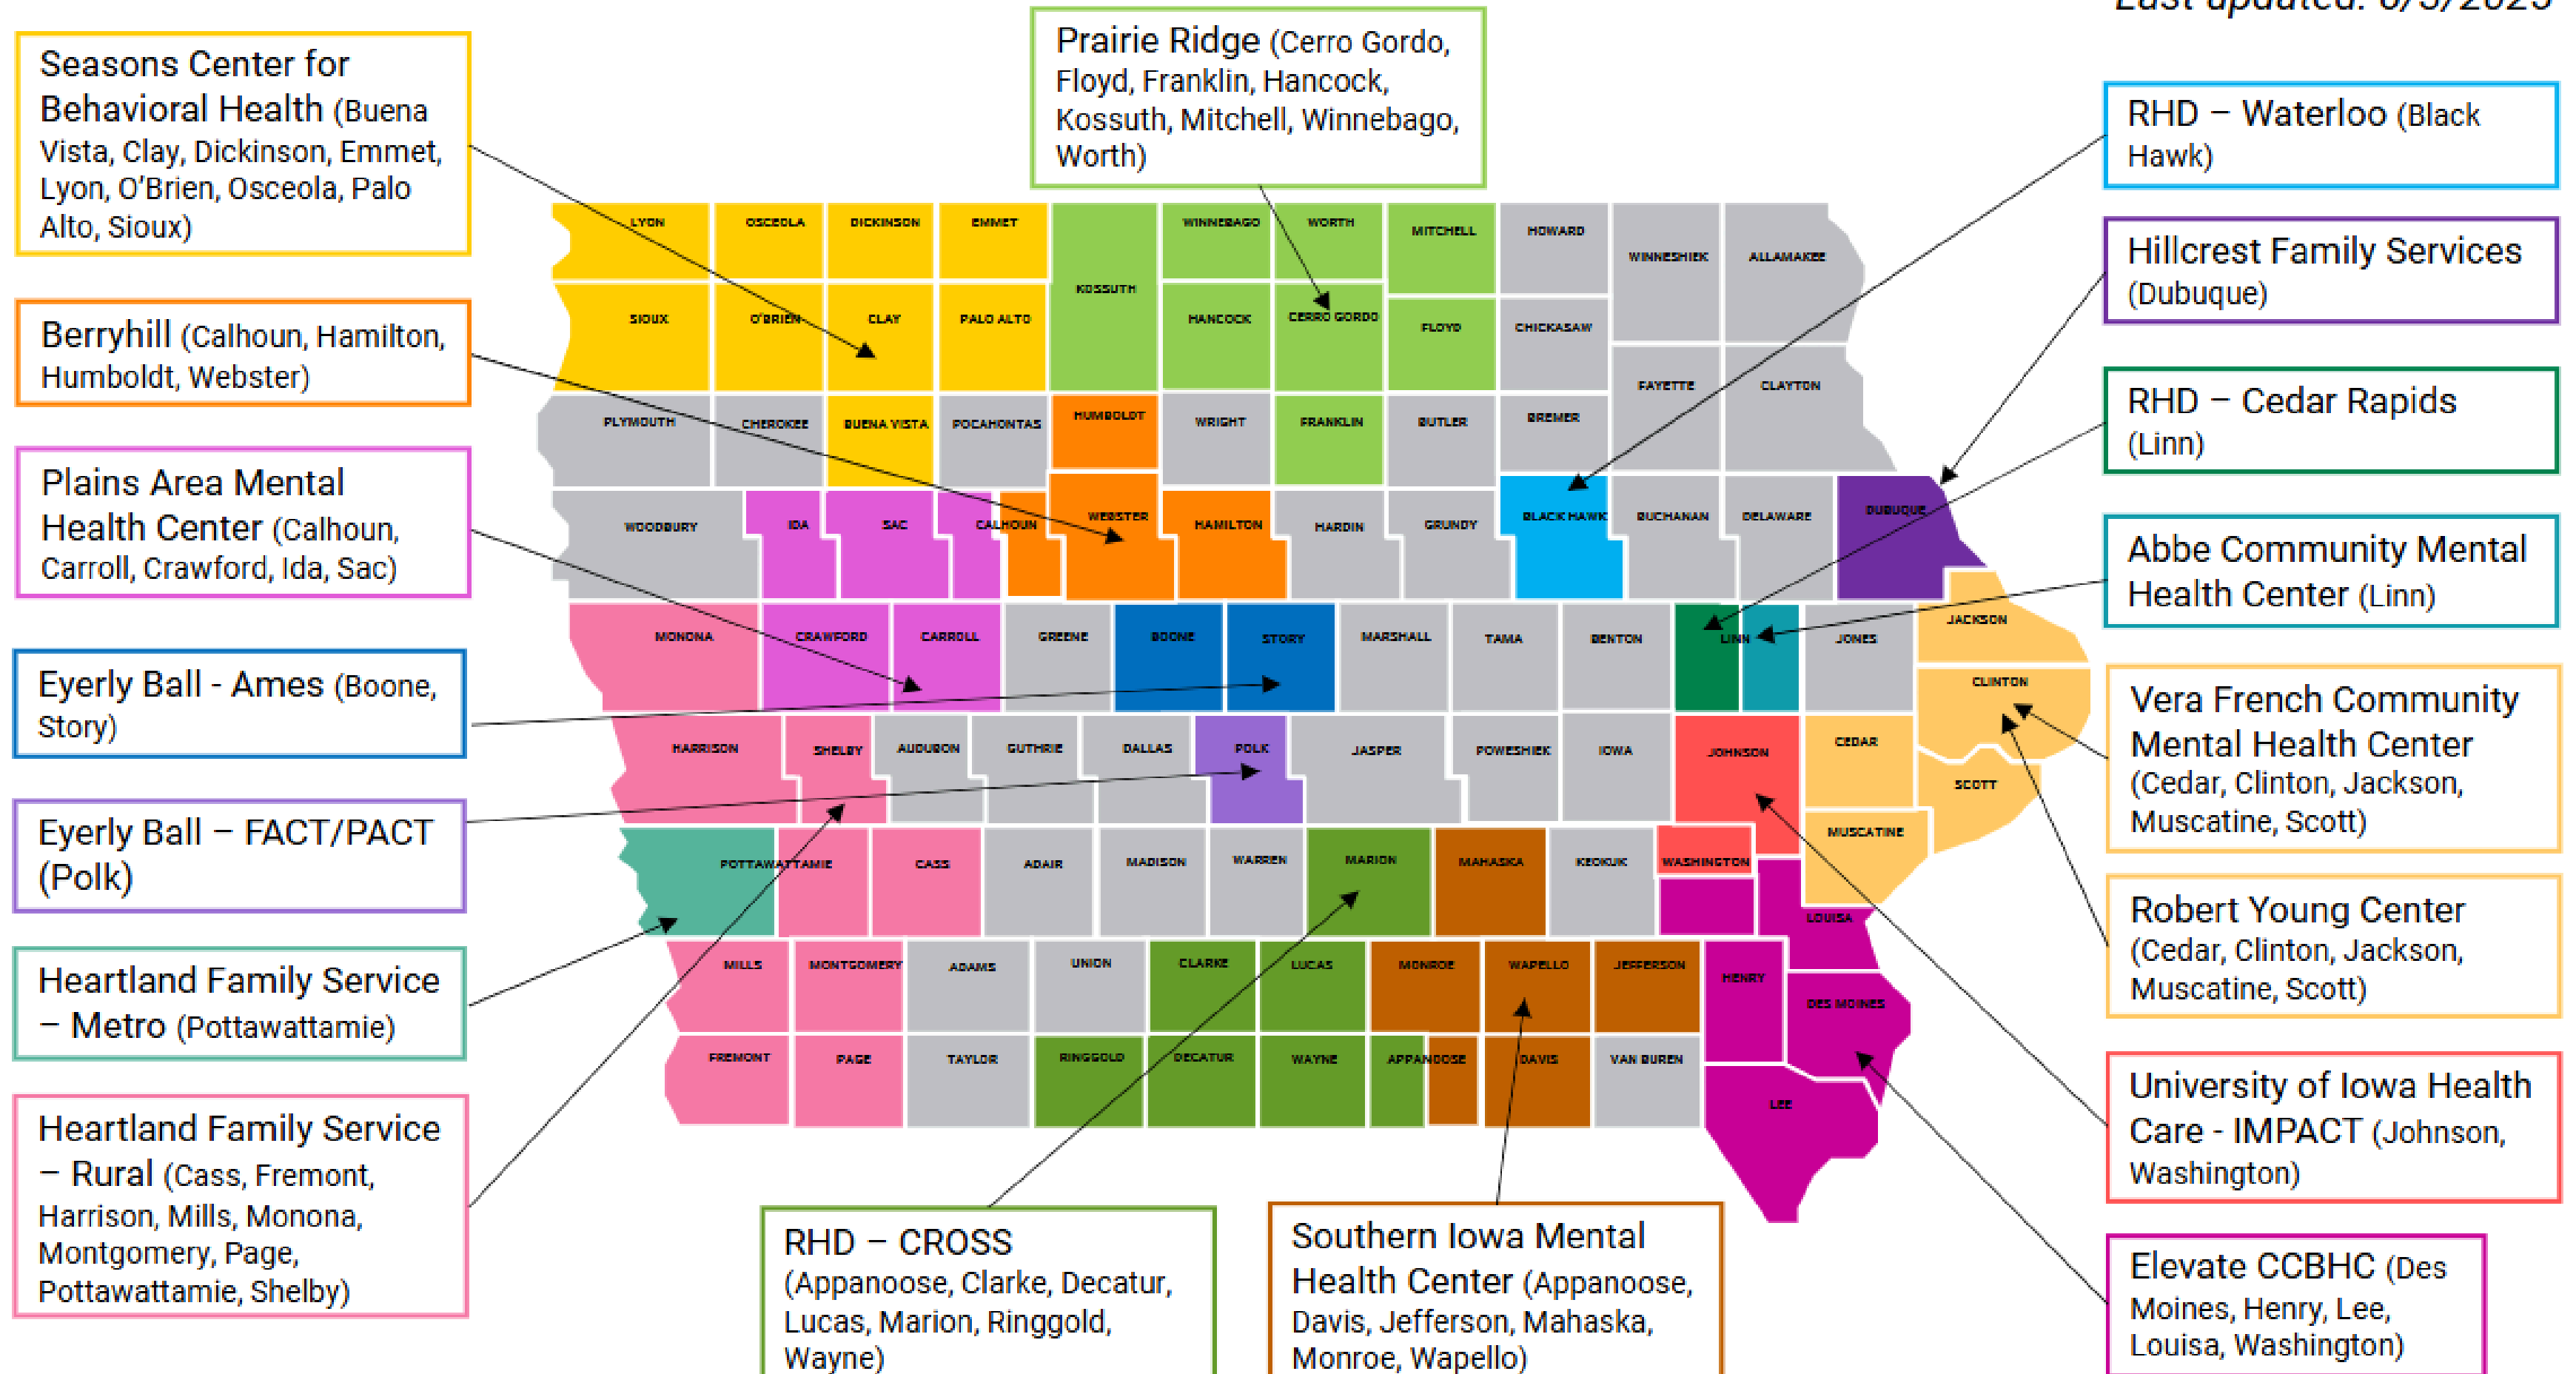 Last updated: 6/3/2025
Seasons Center for
Behavioral Health (Buena
Vista, Clay, Dickinson, Emmet,
Lyon, O'Brien, Osceola, Palo
Alto, Sioux)
Berryhill (Calhoun, Hamilton,
Humboldt, Webster)
Plains Area Mental
Health Center (Calhoun,
Carroll, Crawford, Ida, Sac)
Eyerly Ball - Ames (Boone,
Story)
Eyerly Ball – FACT/PACT
(Polk)
Heartland Family Service
– Metro (Pottawattamie)
Heartland Family Service
– Rural (Cass, Fremont,
Harrison, Mills, Monona,
Montgomery, Page,
Pottawattamie, Shelby)
Prairie Ridge (Cerro Gordo,
Floyd, Franklin, Hancock,
Kossuth, Mitchell, Winnebago,
Worth)
LYON OSCEOLA DICKINSON EMMET WINNEBAGO WORTH MITCHELL HOWARD WINNESHIEK ALLAMAKEE
KOSSUTH
SIOUX O'BRIEN CLAY PALO ALTO HANCOCK CERRO GORDO FLOYD CHICKASAW
FAYETTE CLAYTON
PLYMOUTH CHEROKEE BUENA VISTA POCAHONTAS HUMBOLDT WRIGHT FRANKLIN BUTLER BREMER
WOODBURY IDA SAC CALHOUN WEBSTER HAMILTON HARDIN GRUNDY BLACK HAWK BUCHANAN DELAWARE DUBUQUE
MONONA CRAWFORD CARROLL GREENE BOONE STORY MARSHALL TAMA BENTON LINN JONES JACKSON
CLINTON
HARRISON SHELBY AUDUBON GUTHRIE DALLAS POLK JASPER POWESHIEK IOWA JOHNSON CEDAR
SCOTT
POTTAWATTAMIE CASS ADAIR MADISON WARREN MARION MAHASKA KEOKUK WASHINGTON MUSCATINE
LOUISA
MILLS MONTGOMERY ADAMS UNION CLARKE LUCAS MONROE WAPELLO JEFFERSON HENRY
DES MOINES
FREMONT PAGE TAYLOR RINGGOLD DECATUR WAYNE APPANOOSE DAVIS VAN BUREN
LEE
RHD – CROSS
(Appanoose, Clarke, Decatur,
Lucas, Marion, Ringgold,
Wayne)
Southern Iowa Mental
Health Center (Appanoose,
Davis, Jefferson, Mahaska,
Monroe, Wapello)
RHD – Waterloo (Black
Hawk)
Hillcrest Family Services
(Dubuque)
RHD – Cedar Rapids
(Linn)
Abbe Community Mental
Health Center (Linn)
Vera French Community
Mental Health Center
(Cedar, Clinton, Jackson,
Muscatine, Scott)
Robert Young Center
(Cedar, Clinton, Jackson,
Muscatine, Scott)
University of Iowa Health
Care - IMPACT (Johnson,
Washington)
Elevate CCBHC (Des
Moines, Henry, Lee,
Louisa, Washington)